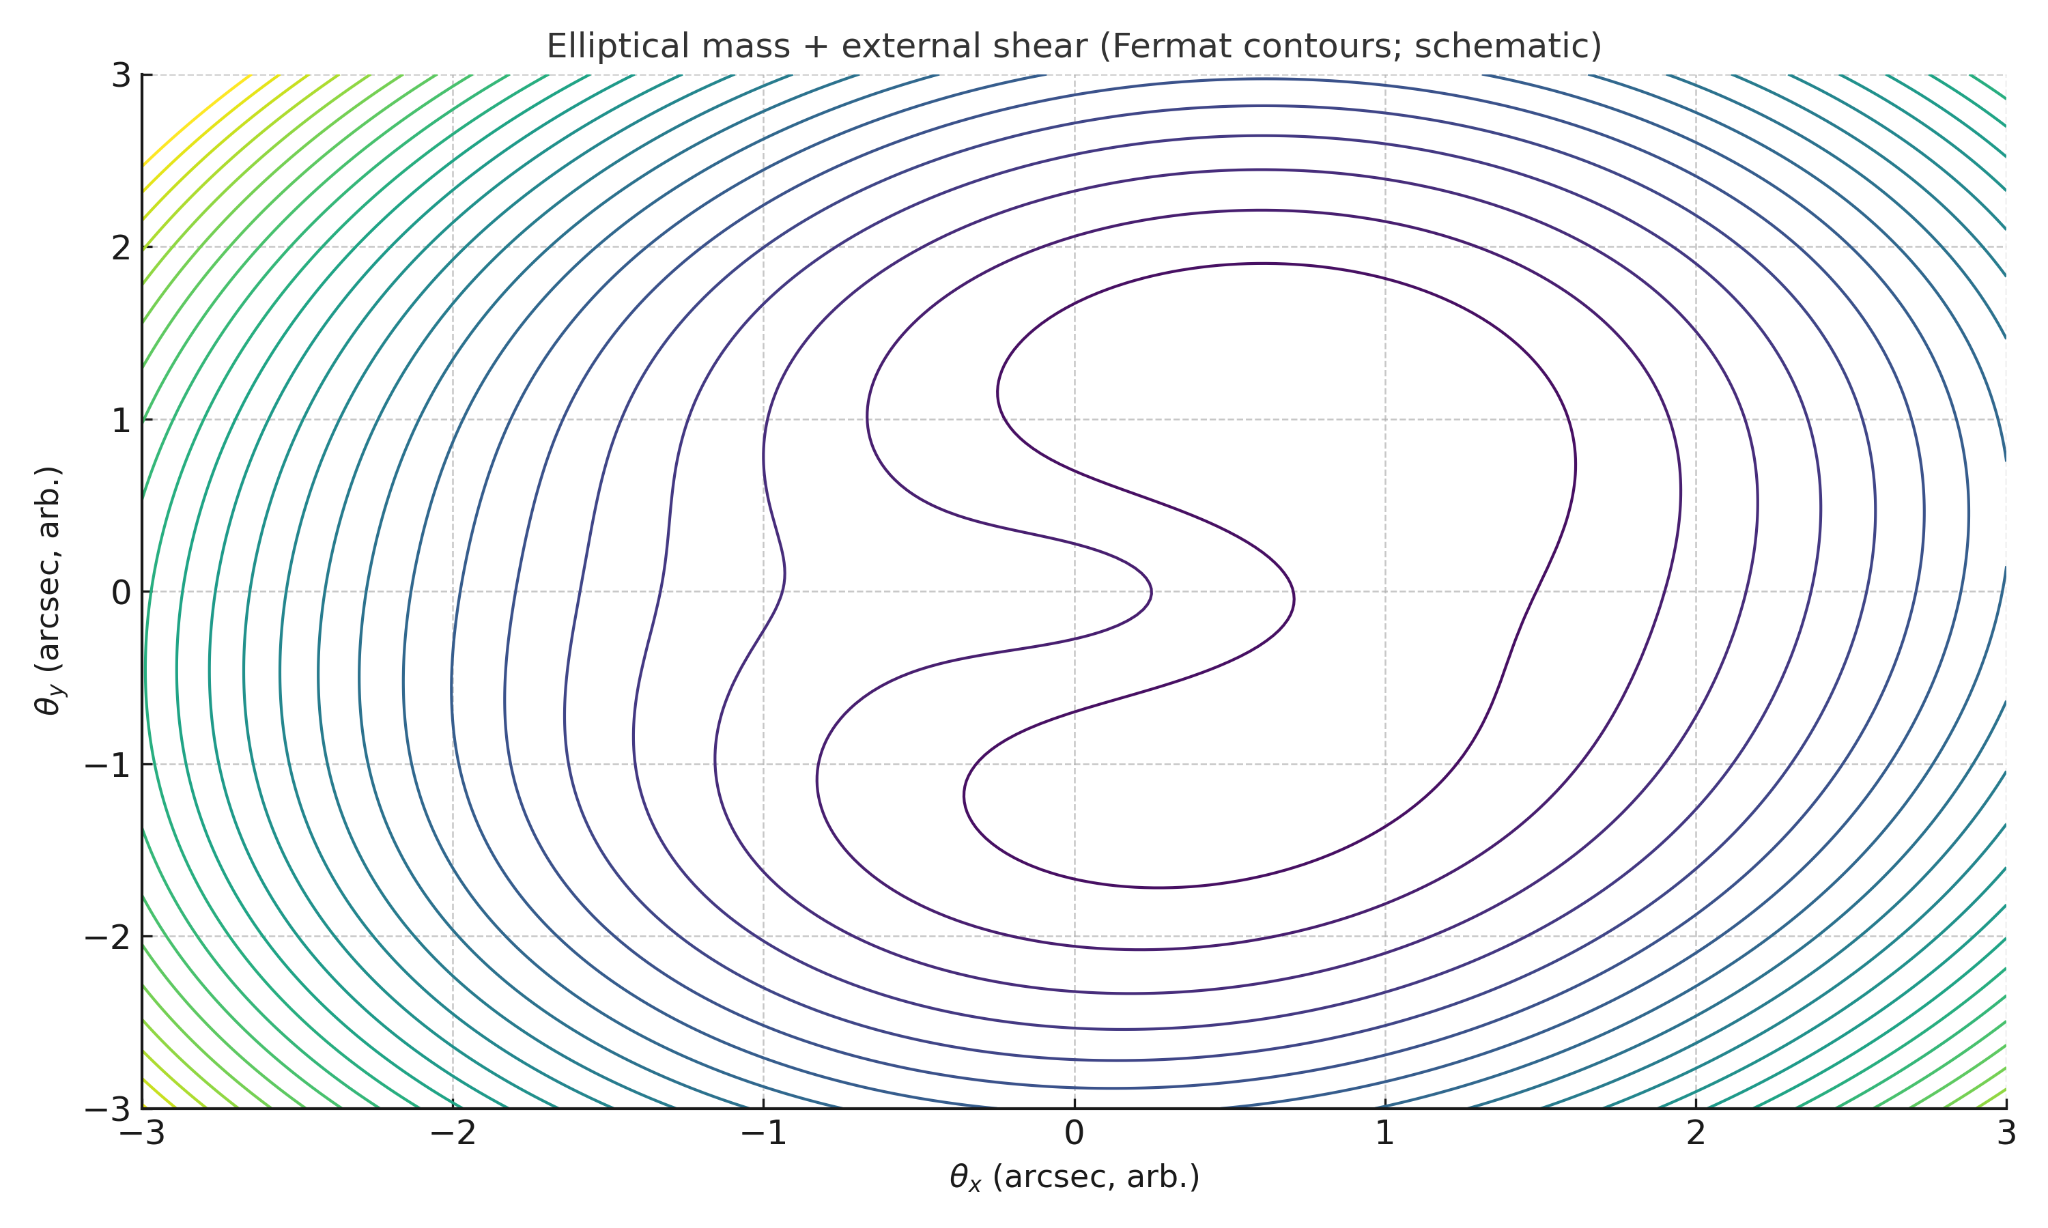 Elliptical mass + external shear (Fermat contours; schematic)
3
2
1
0
−1
−2
−3
θy (arcsec, arb.)
−3 −2 −1 0 1 2 3
θx (arcsec, arb.)